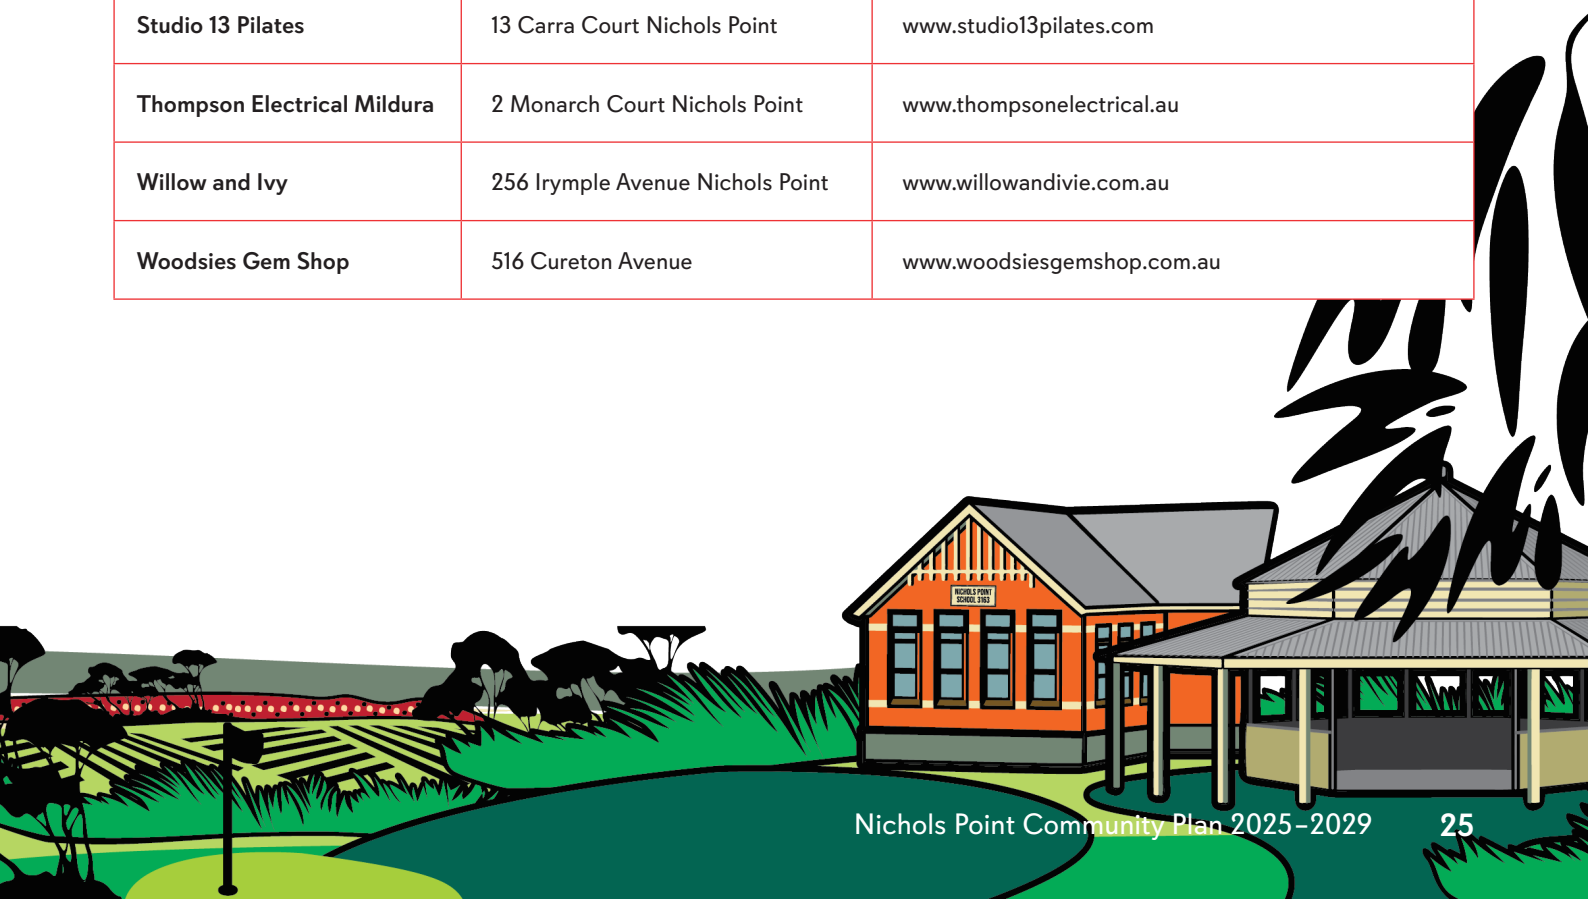 Studio 13 Pilates 13 Carra Court Nichols Point www.studio13pilates.com
Thompson Electrical Mildura 2 Monarch Court Nichols Point www.thompsonelectrical.au
Willow and Ivy 256 Irymple Avenue Nichols Point www.willowandivie.com.au
Woodsies Gem Shop 516 Cureton Avenue www.woodsiesgemshop.com.au
NICHOLS POINT
SCHOOL 3163
Nichols Point Community Plan 2025–2029 25